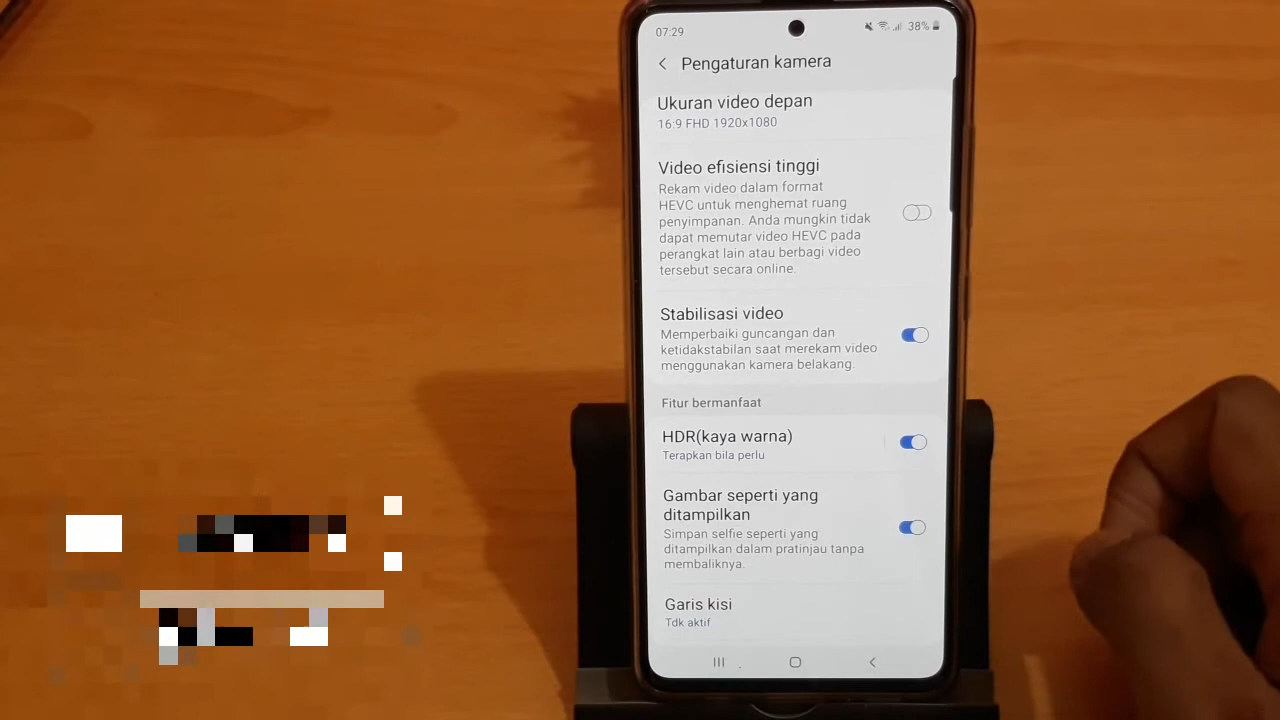 07:29
38%
Pengaturan kamera
Ukuran video depan
16:9 FHD 1920x1080
Video efisiensi tinggi
Rekam video dalam format
HEVC untuk menghemat ruang
penyimpanan. Anda mungkin tidak
dapat memutar video HEVC pada
perangkat lain atau berbagi video
tersebut secara online.
Stabilisasi video
Memperbaiki guncangan dan
ketidakstabilan saat merekam video
menggunakan kamera belakang.
Fitur bermanfaat
HDR(kaya warna)
Terapkan bila perlu
Gambar seperti yang
ditampilkan
Simpan selfie seperti yang
ditampilkan dalam pratinjau tanpa
membaliknya.
Garis kisi
Tdk aktif